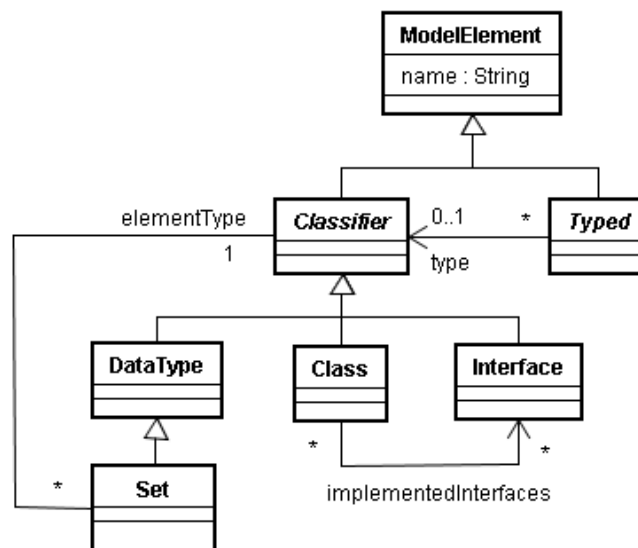 ModelElement
name : String
elementType
Classifier
0..1
*
Typed
1
type
DataType
Class
Interface
*
*
implementedInterfaces
*
Set